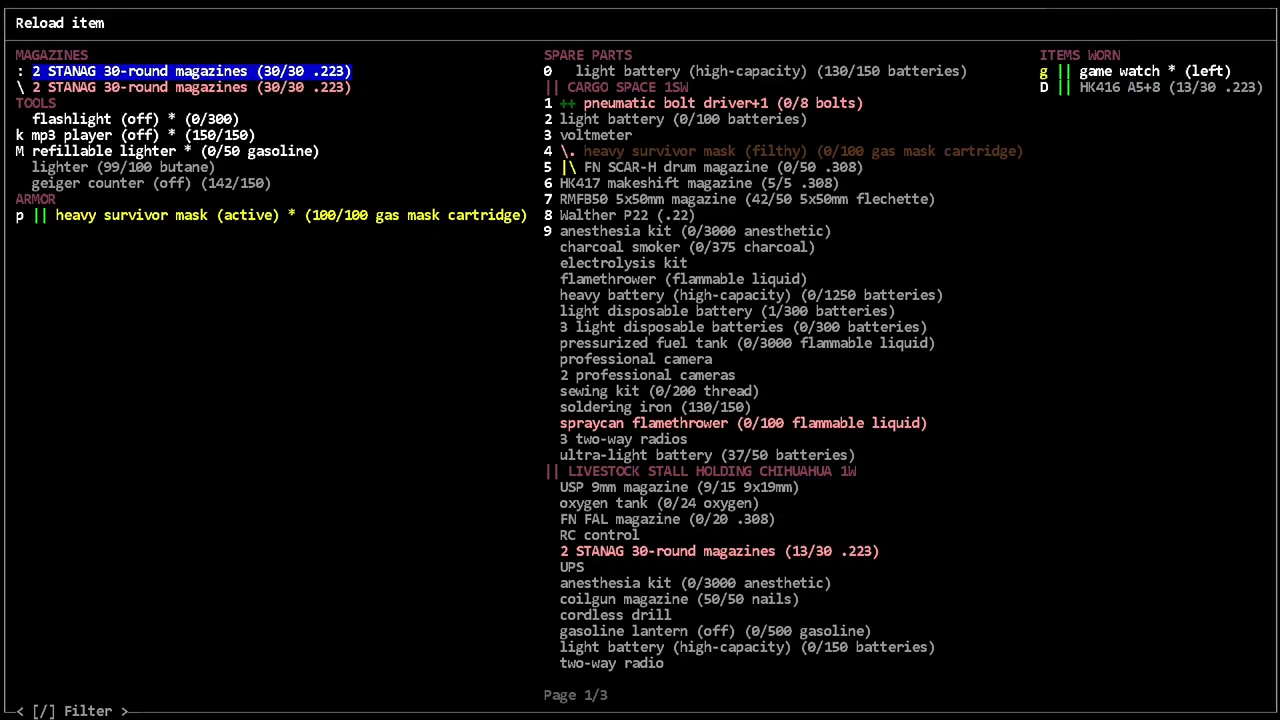 Reload item
MAGAZINES
: 2 STANAG 30-round magazines (30/30 .223)
\ 2 STANAG 30-round magazines (30/30 .223)
TOOLS
flashlight (off) * (0/300)
k mp3 player (off) * (150/150)
M refillable lighter * (0/50 gasoline)
lighter (99/100 butane)
geiger counter (off) (142/150)
ARMOR
p || heavy survivor mask (active) * (100/100 gas mask cartridge)
SPARE PARTS
0 light battery (high-capacity) (130/150 batteries)
|| CARGO SPACE 1SW
1 ++ pneumatic bolt driver+1 (0/8 bolts)
2 light battery (0/100 batteries)
3 voltmeter
4 \. heavy survivor mask (filthy) (0/100 gas mask cartridge)
5 |\ FN SCAR-H drum magazine (0/50 .308)
6 HK417 makeshift magazine (5/5 .308)
7 RMFB50 5x50mm magazine (42/50 5x50mm flechette)
8 Walther P22 (.22)
9 anesthesia kit (0/3000 anesthetic)
charcoal smoker (0/375 charcoal)
electrolysis kit
flamethrower (flammable liquid)
heavy battery (high-capacity) (0/1250 batteries)
light disposable battery (1/300 batteries)
3 light disposable batteries (0/300 batteries)
pressurized fuel tank (0/3000 flammable liquid)
professional camera
2 professional cameras
sewing kit (0/200 thread)
soldering iron (130/150)
spraycan flamethrower (0/100 flammable liquid)
3 two-way radios
ultra-light battery (37/50 batteries)
|| LIVESTOCK STALL HOLDING CHIHUAHUA 1W
USP 9mm magazine (9/15 9x19mm)
oxygen tank (0/24 oxygen)
FN FAL magazine (0/20 .308)
RC control
2 STANAG 30-round magazines (13/30 .223)
UPS
anesthesia kit (0/3000 anesthetic)
coilgun magazine (50/50 nails)
cordless drill
gasoline lantern (off) (0/500 gasoline)
light battery (high-capacity) (0/150 batteries)
two-way radio
Page 1/3
ITEMS WORN
g || game watch * (left)
D || HK416 A5+8 (13/30 .223)
< [/] Filter >